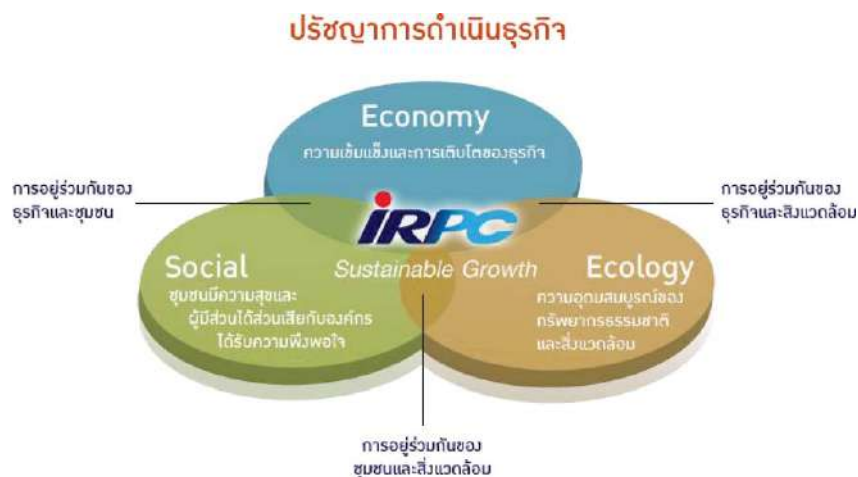 ปรัชญาการดำเนินธุรกิจ
Economy
ความเข้มแข็งและการเติบโตของธุรกิจ
การอยู่ร่วมกันของ
ธุรกิจและชุมชน
การอยู่ร่วมกันของ
ธุรกิจและสิ่งแวดล้อม
iRPC
Sustainable Growth
Social
ชุมชนมีความสุขและ
ผู้มีส่วนได้ส่วนเสียกับองค์กร
ได้รับความพึงพอใจ
Ecology
ความอุดมสมบูรณ์ของ
ทรัพยากรธรรมชาติ
และสิ่งแวดล้อม
การอยู่ร่วมกันของ
ชุมชนและสิ่งแวดล้อม